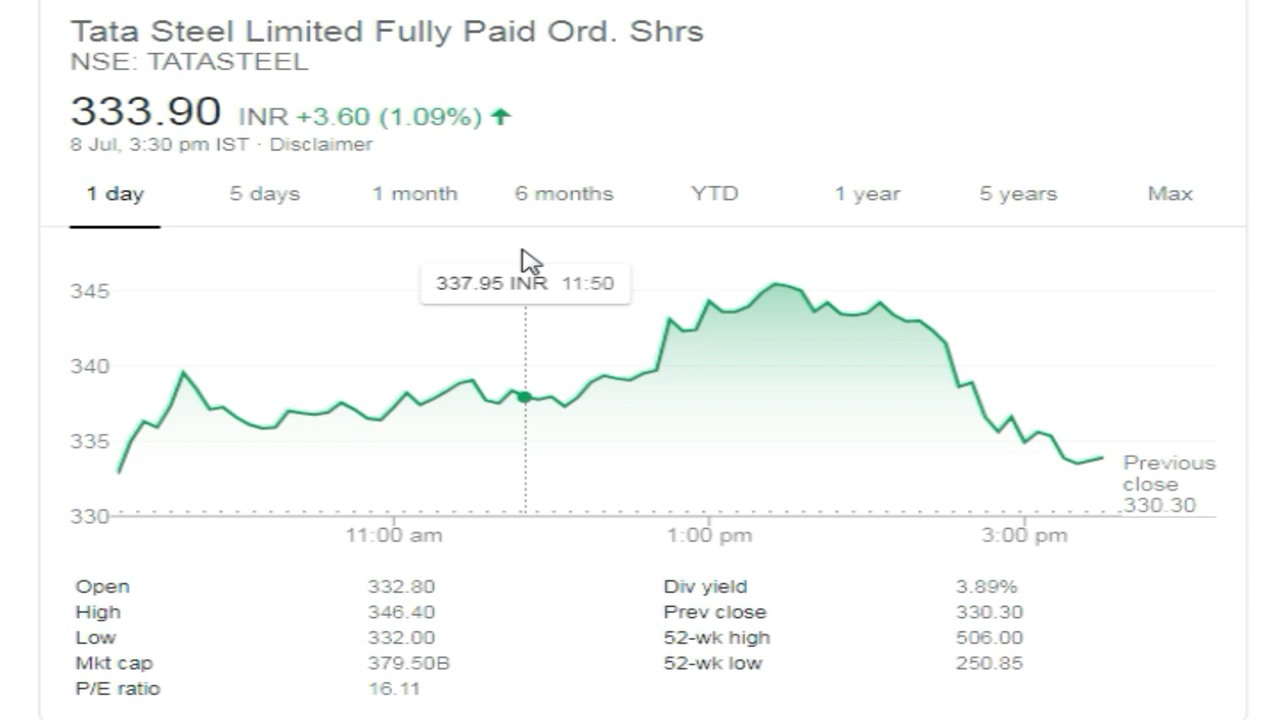 Tata Steel Limited Fully Paid Ord. Shrs
NSE: TATASTEEL
333.90 INR +3.60 (1.09%)
8 Jul, 3:30 pm IST · Disclaimer
1 day 5 days 1 month 6 months YTD 1 year 5 years Max
337.95 INR 11:50
345
340
335
330
Previous
close
330.30
11:00 am 1:00 pm 3:00 pm
Open 332.80 Div yield 3.89%
High 346.40 Prev close 330.30
Low 332.00 52-wk high 506.00
Mkt cap 379.50B 52-wk low 250.85
P/E ratio 16.11